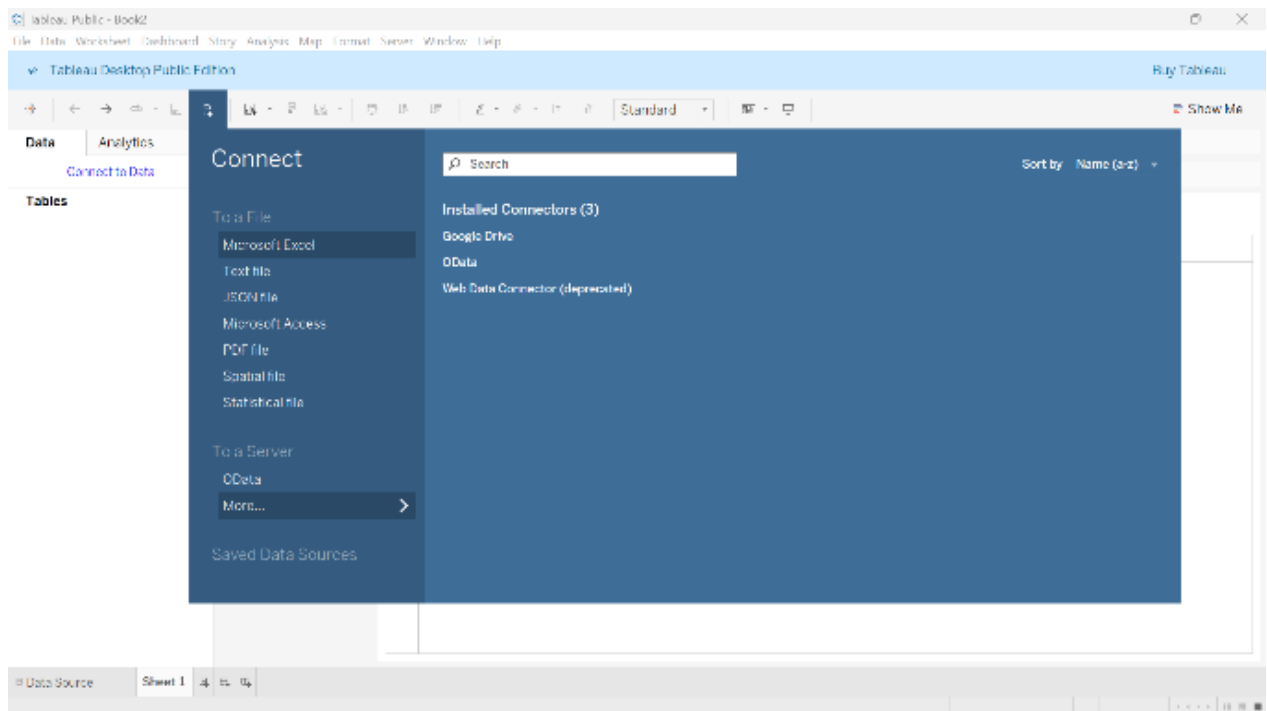 Tableau Public - Book2
File Data Worksheet Dashboard Story Analysis Map Format Server Window Help
Tableau Desktop Public Edition
Buy Tableau
Standard
Show Me
Data
Analytics
Connect to Data
Tables
Connect
To a File
Microsoft Excel
Text file
JSON file
Microsoft Access
PDF file
Spatial file
Statistical file
To a Server
OData
More...
Saved Data Sources
Search
Sort by Name (a-z)
Installed Connectors (3)
Google Drive
OData
Web Data Connector (deprecated)
Data Source
Sheet 1